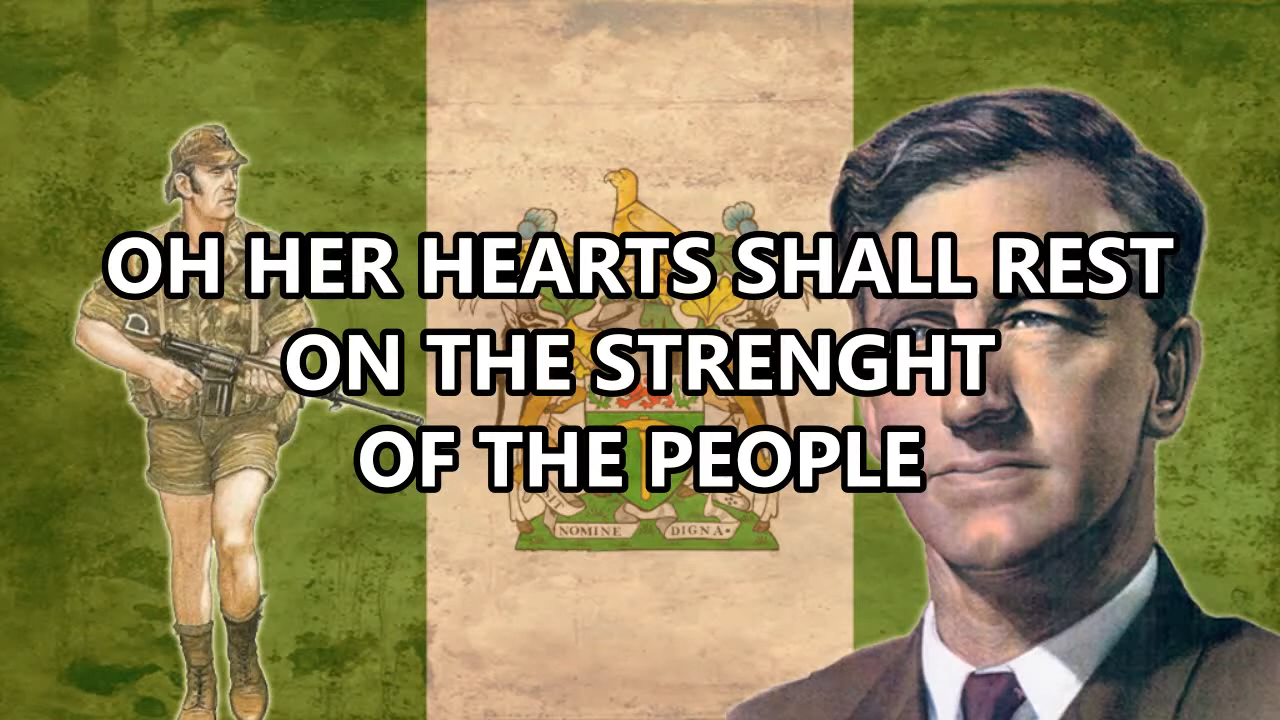 OH HER HEARTS SHALL REST
ON THE STRENGHT
OF THE PEOPLE
NOMINE DIGNA